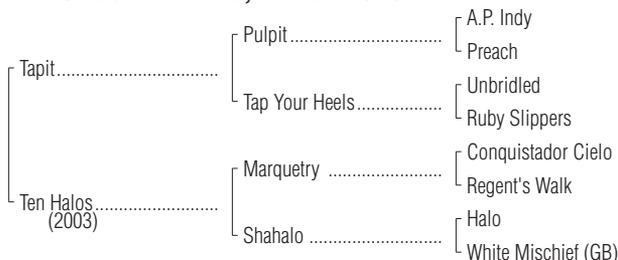 A.P. Indy
Pulpit
Preach
Tapit
Unbridled
Tap Your Heels
Ruby Slippers
Conquistador Cielo
Marquetry
Regent's Walk
Ten Halos
(2003)
Halo
Shahalo
White Mischief (GB)